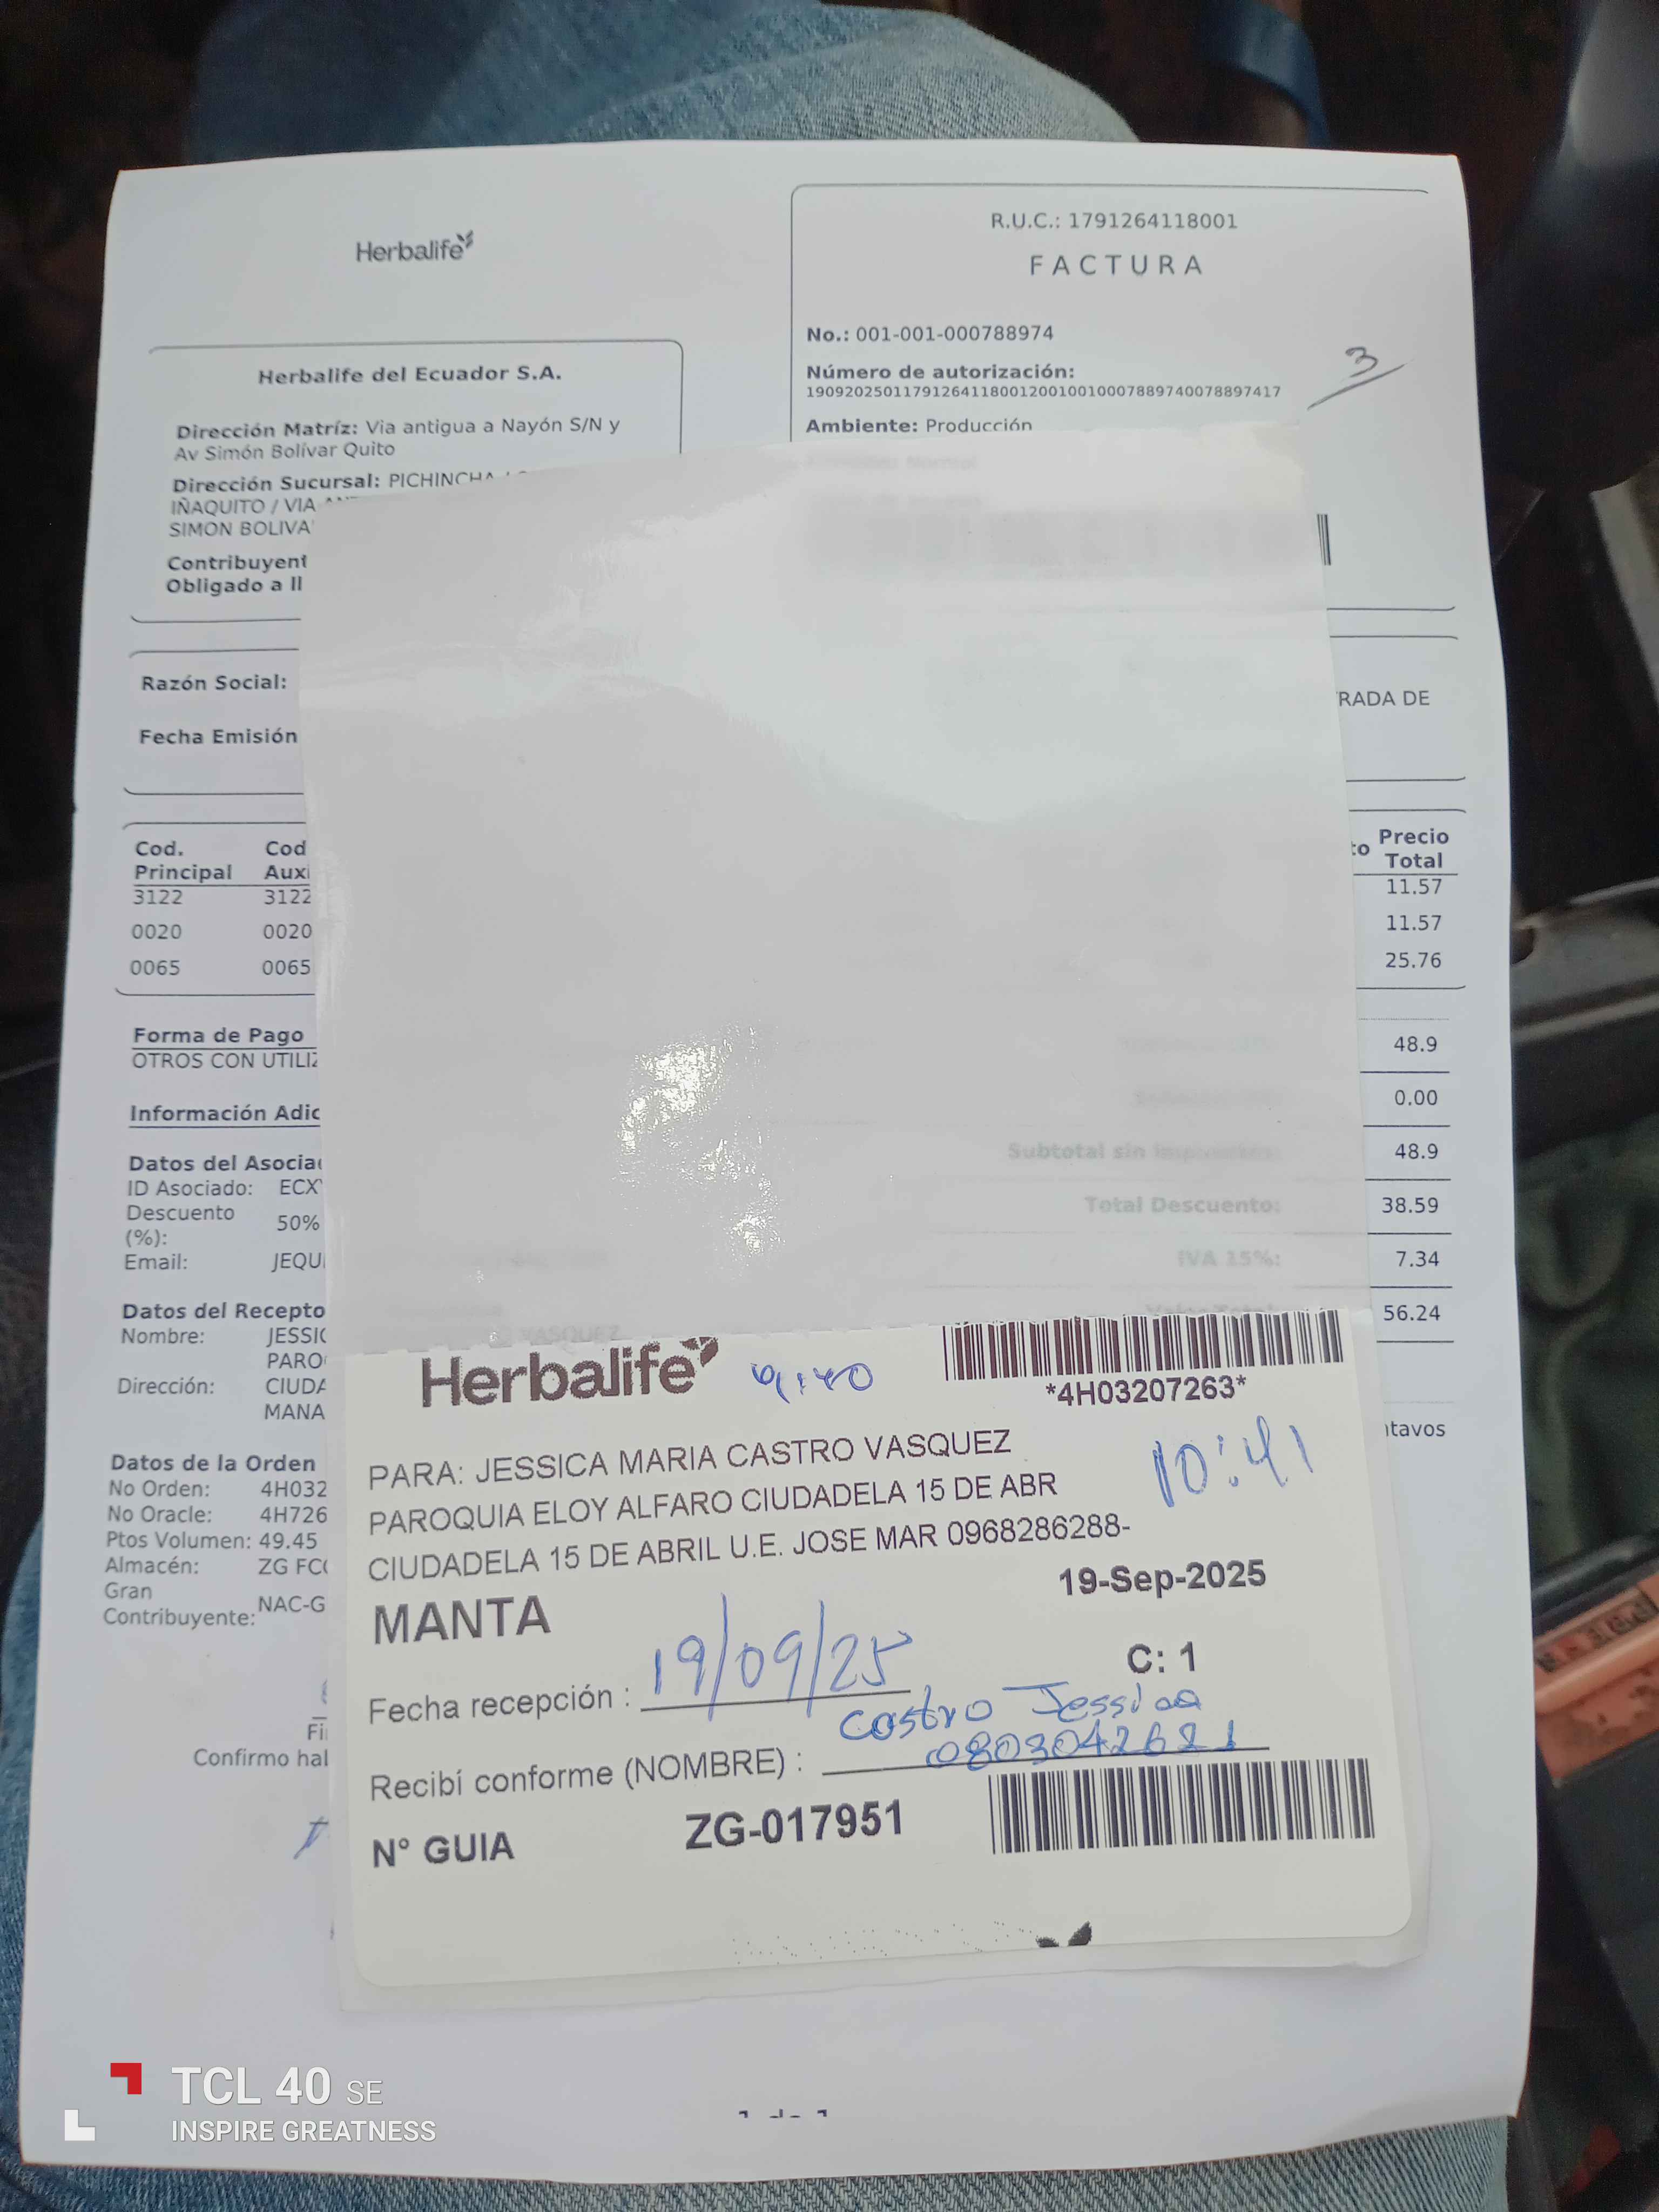 Herbalife
R.U.C.: 1791264118001
FACTURA
No.: 001-001-000788974
Número de autorización:
1909202501179126411800120010010007889740078897417
Ambiente: Producción
3
Herbalife del Ecuador S.A.
Dirección Matríz: Via antigua a Nayón S/N y
Av Simón Bolívar Quito
Dirección Sucursal: PICHINCHA
IÑAQUITO / VIA
SIMON BOLIVA
Contribuyent
Obligado a ll
Razón Social:
RADA DE
Fecha Emisión
Cod. Principal Cod Auxi to Precio Total
3122 3122 11.57
0020 0020 11.57
0065 0065 25.76
Forma de Pago
OTROS CON UTILIZ
48.9
0.00
Subtotal sin 48.9
Total Descuento: 38.59
IVA 15%: 7.34
56.24
ntavos
Información Adic
Datos del Asocia
ID Asociado: ECX
Descuento (%): 50%
Email: JEQU
Datos del Recepto
Nombre: JESSIC
PARO
Dirección: CIUDA
MANA
Datos de la Orden
No Orden: 4H032
No Oracle: 4H726
Ptos Volumen: 49.45
Almacén: ZG FC
Gran Contribuyente: NAC-G
Fi
Confirmo hal
Herbalife 9:40
*4H03207263*
10:41
PARA: JESSICA MARIA CASTRO VASQUEZ
PAROQUIA ELOY ALFARO CIUDADELA 15 DE ABR
CIUDADELA 15 DE ABRIL U.E. JOSE MAR 0968286288-
19-Sep-2025
MANTA
C: 1
Fecha recepción : 19/09/25
Castro Jessica
Recibí conforme (NOMBRE) : 0803042621
N° GUIA ZG-017951
1 de 1
TCL 40 SE
INSPIRE GREATNESS